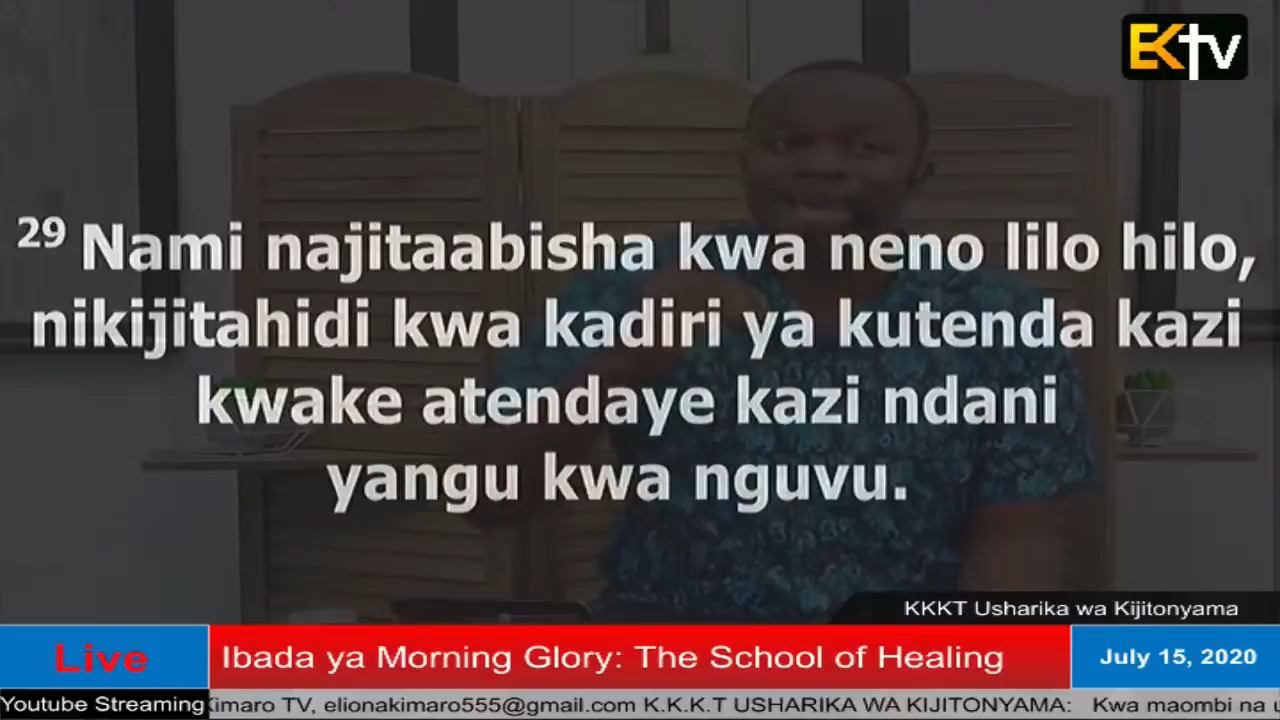 EKTV
29 Nami najitaabisha kwa neno lilo hilo,
nikijitahidi kwa kadiri ya kutenda kazi
kwake atendaye kazi ndani
yangu kwa nguvu.
KKKT Usharika wa Kijitonyama
Live
Ibada ya Morning Glory: The School of Healing
July 15, 2020
Youtube Streaming
Kimaro TV, elionakimaro555@gmail.com K.K.K.T USHARIKA WA KIJITONYAMA: Kwa maombi na